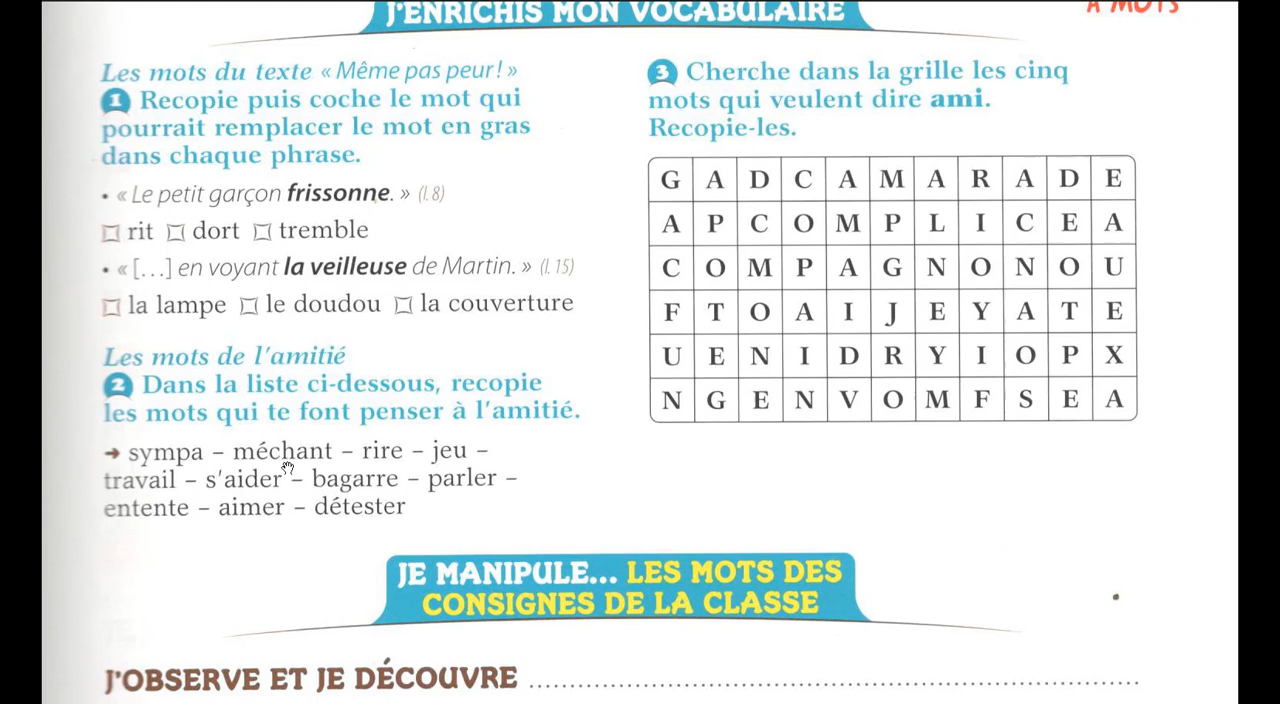 J'ENRICHIS MON VOCABULAIRE
A MOTS
Les mots du texte « Même pas peur ! »
1 Recopie puis coche le mot qui
pourrait remplacer le mot en gras
dans chaque phrase.
• « Le petit garçon frissonne. » (l. 8)
rit dort tremble
• « […] en voyant la veilleuse de Martin. » (l. 15)
la lampe le doudou la couverture
Les mots de l'amitié
2 Dans la liste ci-dessous, recopie
les mots qui te font penser à l'amitié.
➜ sympa – méchant – rire – jeu –
travail – s'aider – bagarre – parler –
entente – aimer – détester
3 Cherche dans la grille les cinq
mots qui veulent dire ami.
Recopie-les.
G A D C A M A R A D E
A P C O M P L I C E A
C O M P A G N O N O U
F T O A I J E Y A T E
U E N I D R Y I O P X
N G E N V O M F S E A
JE MANIPULE... LES MOTS DES
CONSIGNES DE LA CLASSE
J'OBSERVE ET JE DÉCOUVRE